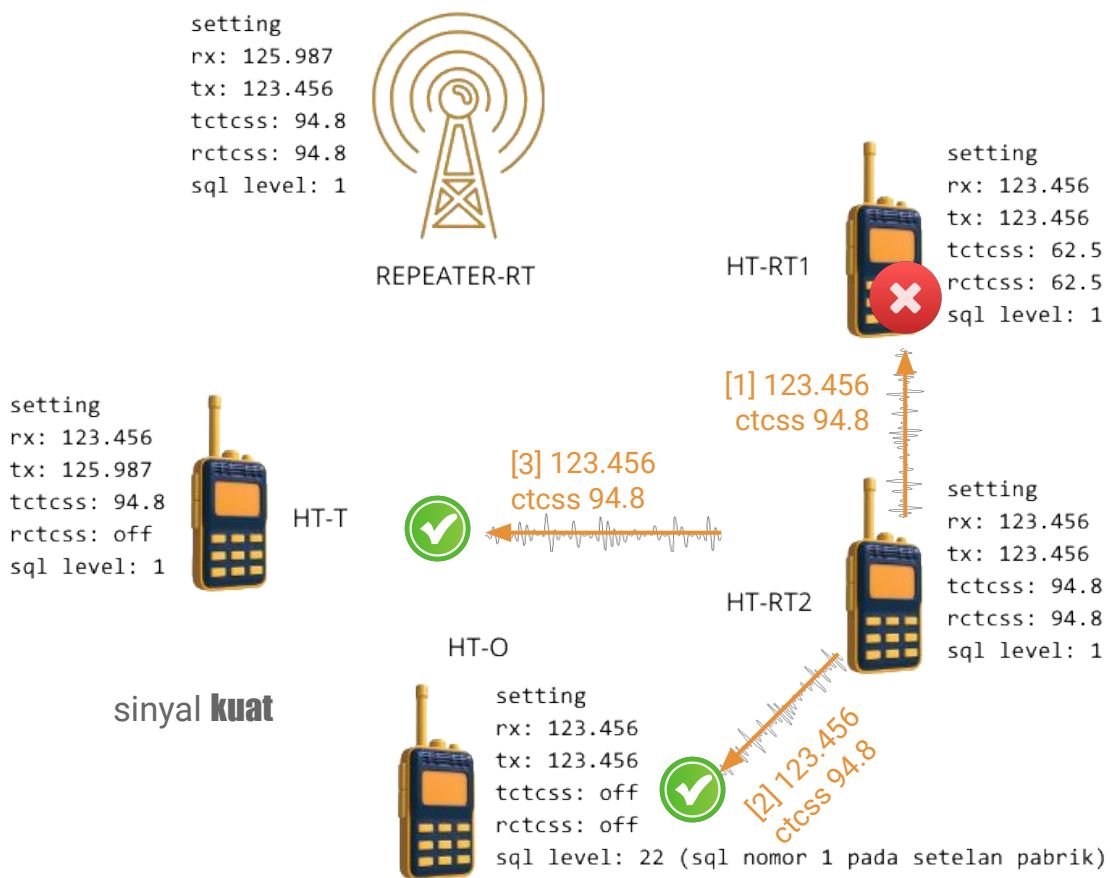 setting
rx: 125.987
tx: 123.456
tctcss: 94.8
rctcss: 94.8
sql level: 1
REPEATER-RT
HT-RT1
setting
rx: 123.456
tx: 123.456
tctcss: 62.5
rctcss: 62.5
sql level: 1
[1] 123.456
ctcss 94.8
setting
rx: 123.456
tx: 125.987
tctcss: 94.8
rctcss: off
sql level: 1
HT-T
[3] 123.456
ctcss 94.8
HT-RT2
setting
rx: 123.456
tx: 123.456
tctcss: 94.8
rctcss: 94.8
sql level: 1
HT-O
sinyal kuat
setting
rx: 123.456
tx: 123.456
tctcss: off
rctcss: off
sql level: 22 (sql nomor 1 pada setelan pabrik)
[2] 123.456
ctcss 94.8